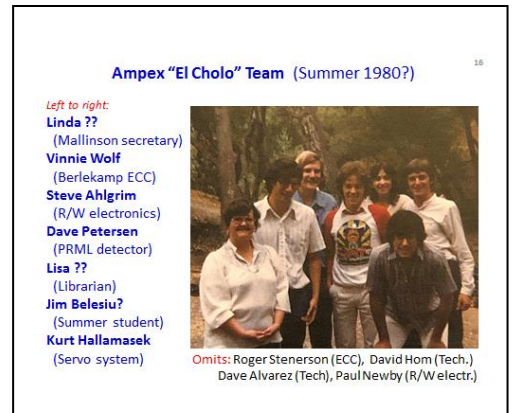 16
Ampex “El Cholo” Team (Summer 1980?)
Left to right:
Linda ??
(Mallinson secretary)
Vinnie Wolf
(Berlekamp ECC)
Steve Ahlgrim
(R/W electronics)
Dave Petersen
(PRML detector)
Lisa ??
(Librarian)
Jim Belesiu?
(Summer student)
Kurt Hallamasek
(Servo system)
Omits: Roger Stenerson (ECC), David Hom (Tech.)
Dave Alvarez (Tech), Paul Newby (R/W electr.)